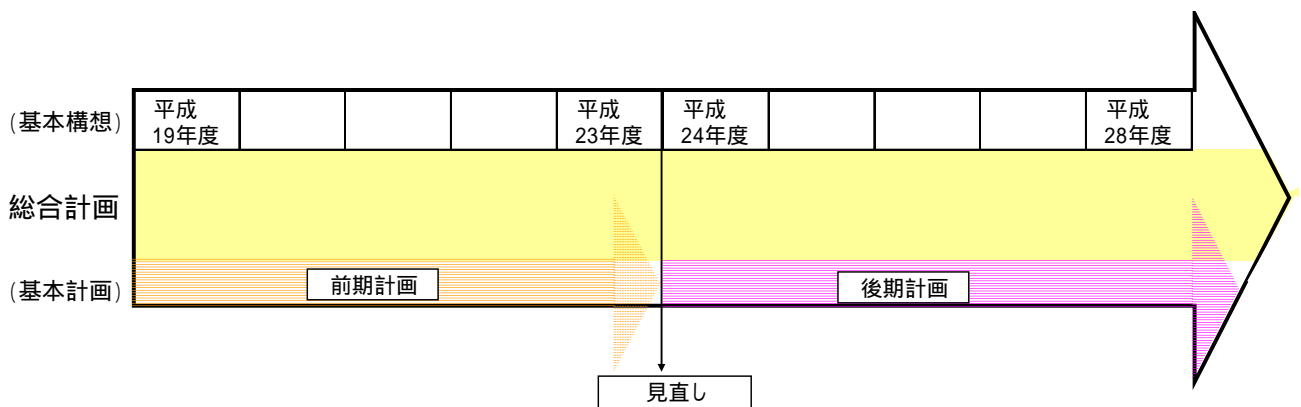 (基本構想)
平成
19年度
平成
23年度
平成
24年度
平成
28年度
総合計画
(基本計画)
前期計画
後期計画
見直し